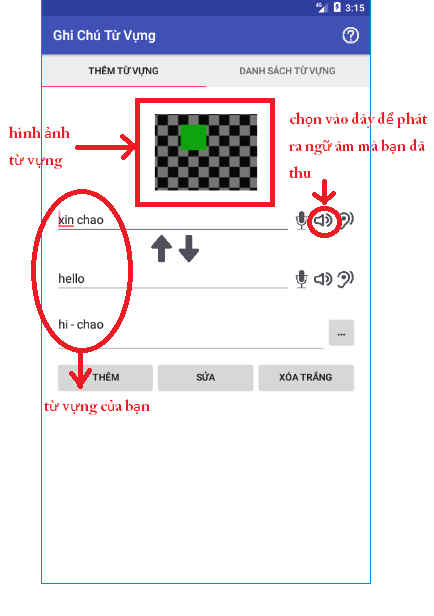 4G 3:15
Ghi Chú Từ Vựng
THÊM TỪ VỰNG DANH SÁCH TỪ VỰNG
hình ảnh
từ vựng
chọn vào đây để phát
ra ngữ âm mà bạn đã
thu
xin chao
hello
hi - chao
...
THÊM SỬA XÓA TRẮNG
từ vựng của bạn